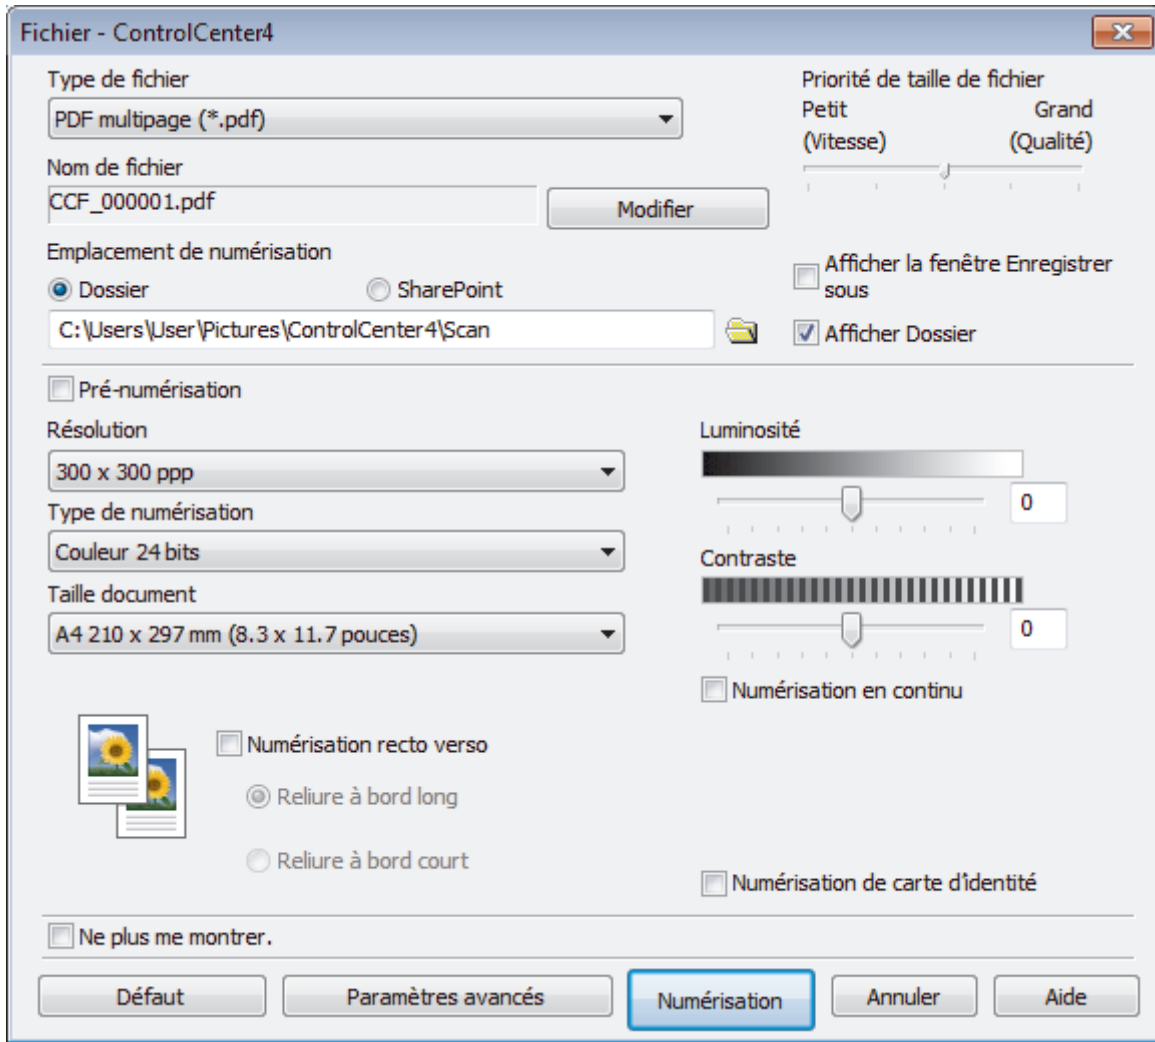 Fichier - ControlCenter4
Type de fichier
PDF multipage (*.pdf)
Priorité de taille de fichier
Petit Grand
(Vitesse) (Qualité)
Nom de fichier
CCF_000001.pdf
Modifier
Emplacement de numérisation
Dossier SharePoint
C:\Users\User\Pictures\ControlCenter4\Scan
Afficher la fenêtre Enregistrer
sous
Afficher Dossier
Pré-numérisation
Résolution
300 x 300 ppp
Type de numérisation
Couleur 24 bits
Taille document
A4 210 x 297 mm (8.3 x 11.7 pouces)
Luminosité
0
Contraste
0
Numérisation en continu
Numérisation recto verso
Reliure à bord long
Reliure à bord court
Numérisation de carte d'identité
Ne plus me montrer.
Défaut Paramètres avancés Numérisation Annuler Aide